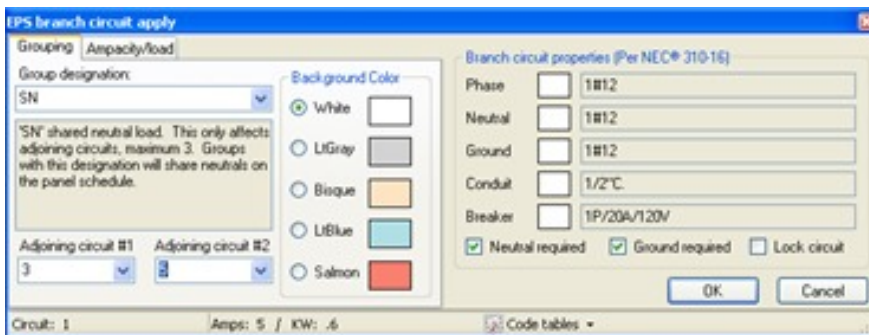 EPS branch circuit apply
Grouping Ampacity/load
Group designation:
SN
'SN' shared neutral load. This only affects
adjoining circuits, maximum 3. Groups
with this designation will share neutrals on
the panel schedule.
Adjoining circuit #1 Adjoining circuit #2
3 5
Background Color
White
LtGray
Bisque
LtBlue
Salmon
Branch circuit properties (Per NEC® 310-16)
Phase 1#12
Neutral 1#12
Ground 1#12
Conduit 1/2"C.
Breaker 1P/20A/120V
Neutral required Ground required Lock circuit
OK Cancel
Circuit: 1 Amps: 5 / KW: .6 Code tables